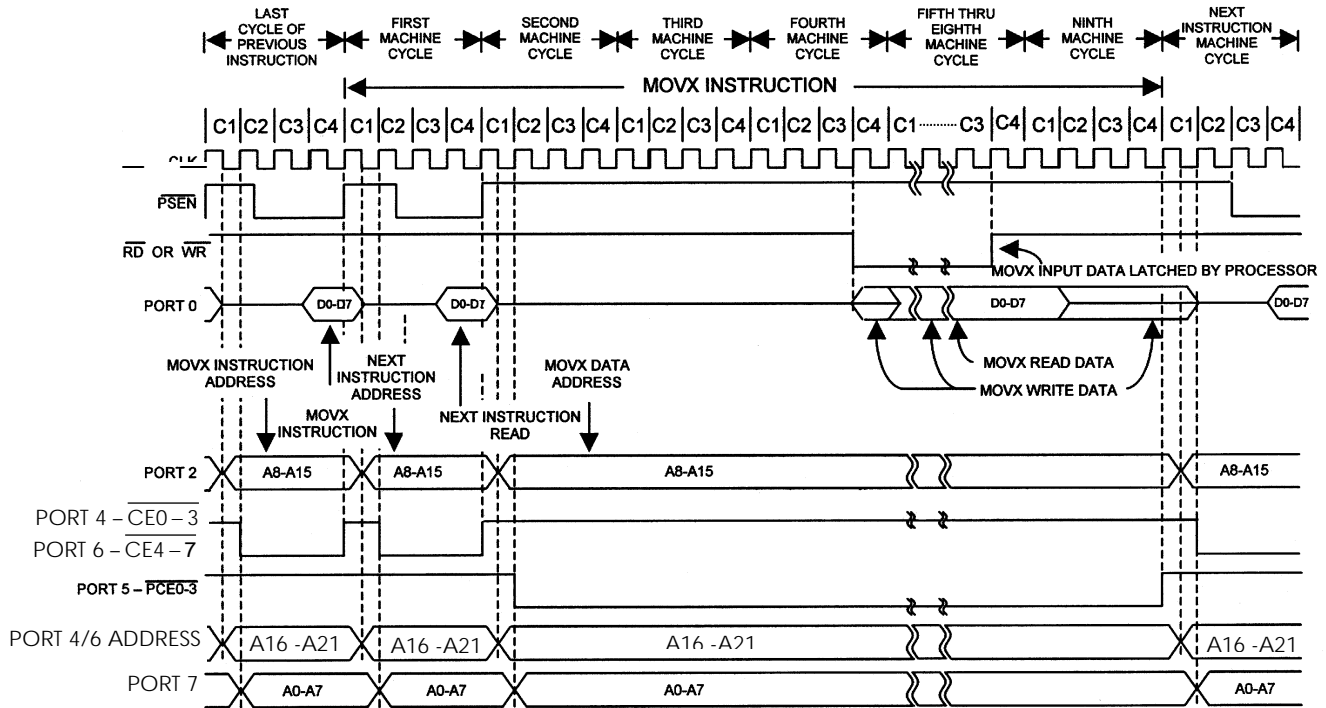 LAST CYCLE OF PREVIOUS INSTRUCTION
FIRST MACHINE CYCLE
SECOND MACHINE CYCLE
THIRD MACHINE CYCLE
FOURTH MACHINE CYCLE
FIFTH THRU EIGHTH MACHINE CYCLE
NINTH MACHINE CYCLE
NEXT INSTRUCTION MACHINE CYCLE
MOVX INSTRUCTION
C1 C2 C3 C4 C1 C2 C3 C4 C1 C2 C3 C4 C1 C2 C3 C4 C1 C2 C3 C4 C1 ........ C3 C4 C1 C2 C3 C4 C1 C2 C3 C4
CLK
PSEN
RD OR WR
MOVX INPUT DATA LATCHED BY PROCESSOR
PORT 0
D0-D7
D0-D7
D0-D7
D0-D7
MOVX INSTRUCTION ADDRESS
NEXT INSTRUCTION ADDRESS
MOVX DATA ADDRESS
MOVX READ DATA
MOVX WRITE DATA
MOVX INSTRUCTION
NEXT INSTRUCTION READ
PORT 2
A8-A15
A8-A15
A8-A15
A8-A15
PORT 4 – CE0 – 3
PORT 6 – CE4 – 7
PORT 5 – PCE0-3
PORT 4/6 ADDRESS
A16 -A21
A16 -A21
A16 -A21
A16 -A21
PORT 7
A0-A7
A0-A7
A0-A7
A0-A7